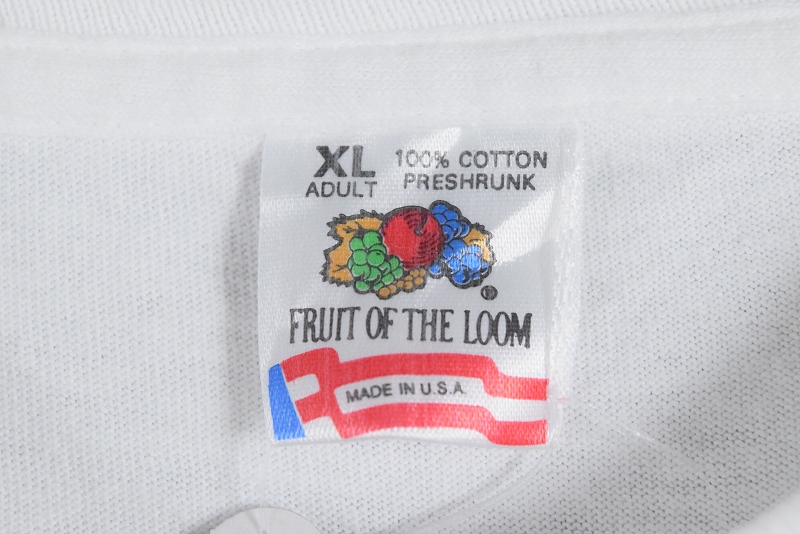 XL
ADULT
100% COTTON
PRESHRUNK
®
FRUIT OF THE LOOM
MADE IN U.S.A.